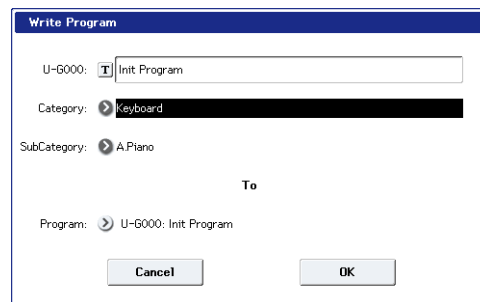 Write Program
U-G000: T Init Program
Category: Keyboard
SubCategory: A.Piano
To
Program: U-G000: Init Program
Cancel OK